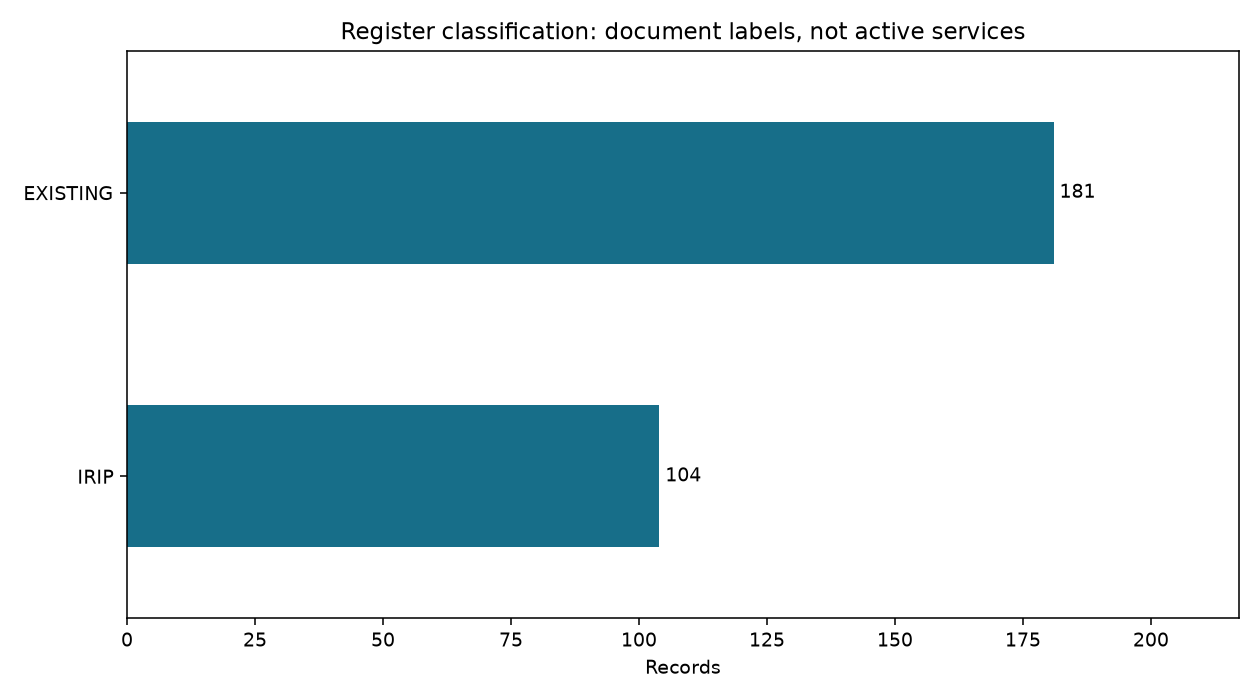 Register classification: document labels, not active services
EXISTING
181
IRIP
104
0 25 50 75 100 125 150 175 200
Records